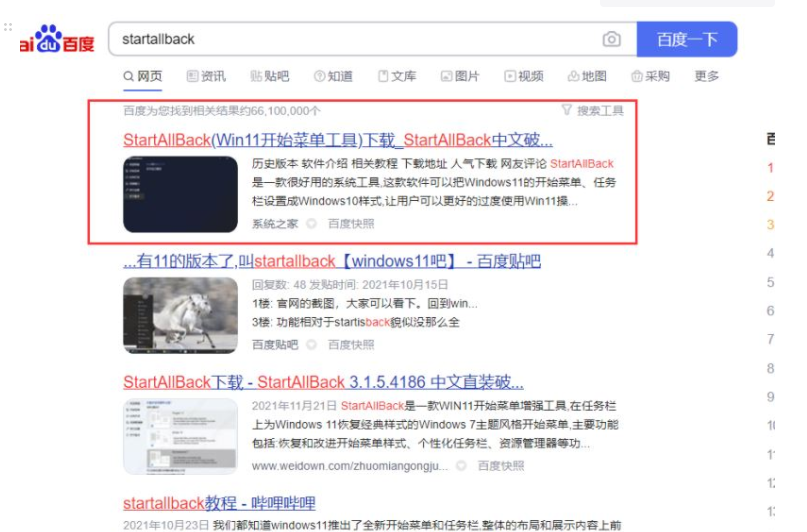 ai du 百度
startallback
百度一下
网页 资讯 贴吧 知道 文库 图片 视频 地图 采购 更多
百度为您找到相关结果约66,100,000个 搜索工具
StartAllBack(Win11开始菜单工具)下载_StartAllBack中文破...
历史版本 软件介绍 相关教程 下载地址 人气下载 网友评论 StartAllBack
是一款很好用的系统工具,这款软件可以把Windows11的开始菜单、任务
栏设置成Windows10样式,让用户可以更好的过度使用Win11操...
系统之家 百度快照
...有11的版本了,叫startallback【windows11吧】 - 百度贴吧
回复数: 48 发贴时间: 2021年10月15日
1楼: 官网的截图，大家可以看下。回到win...
3楼: 功能相对于startisback貌似没那么全
百度贴吧 百度快照
StartAllBack下载 - StartAllBack 3.1.5.4186 中文直装破...
2021年11月21日 StartAllBack是一款WIN11开始菜单增强工具,在任务栏
上为Windows 11恢复经典样式的Windows 7主题风格开始菜单,主要功能
包括:恢复和改进开始菜单样式、个性化任务栏、资源管理器等功...
www.weidown.com/zhuomiangongju... 百度快照
startallback教程 - 哔哩哔哩
2021年10月23日 我们都知道windows11推出了全新开始菜单和任务栏,整体的布局和展示内容上前
1
2
3
4
5
6
7
8
9